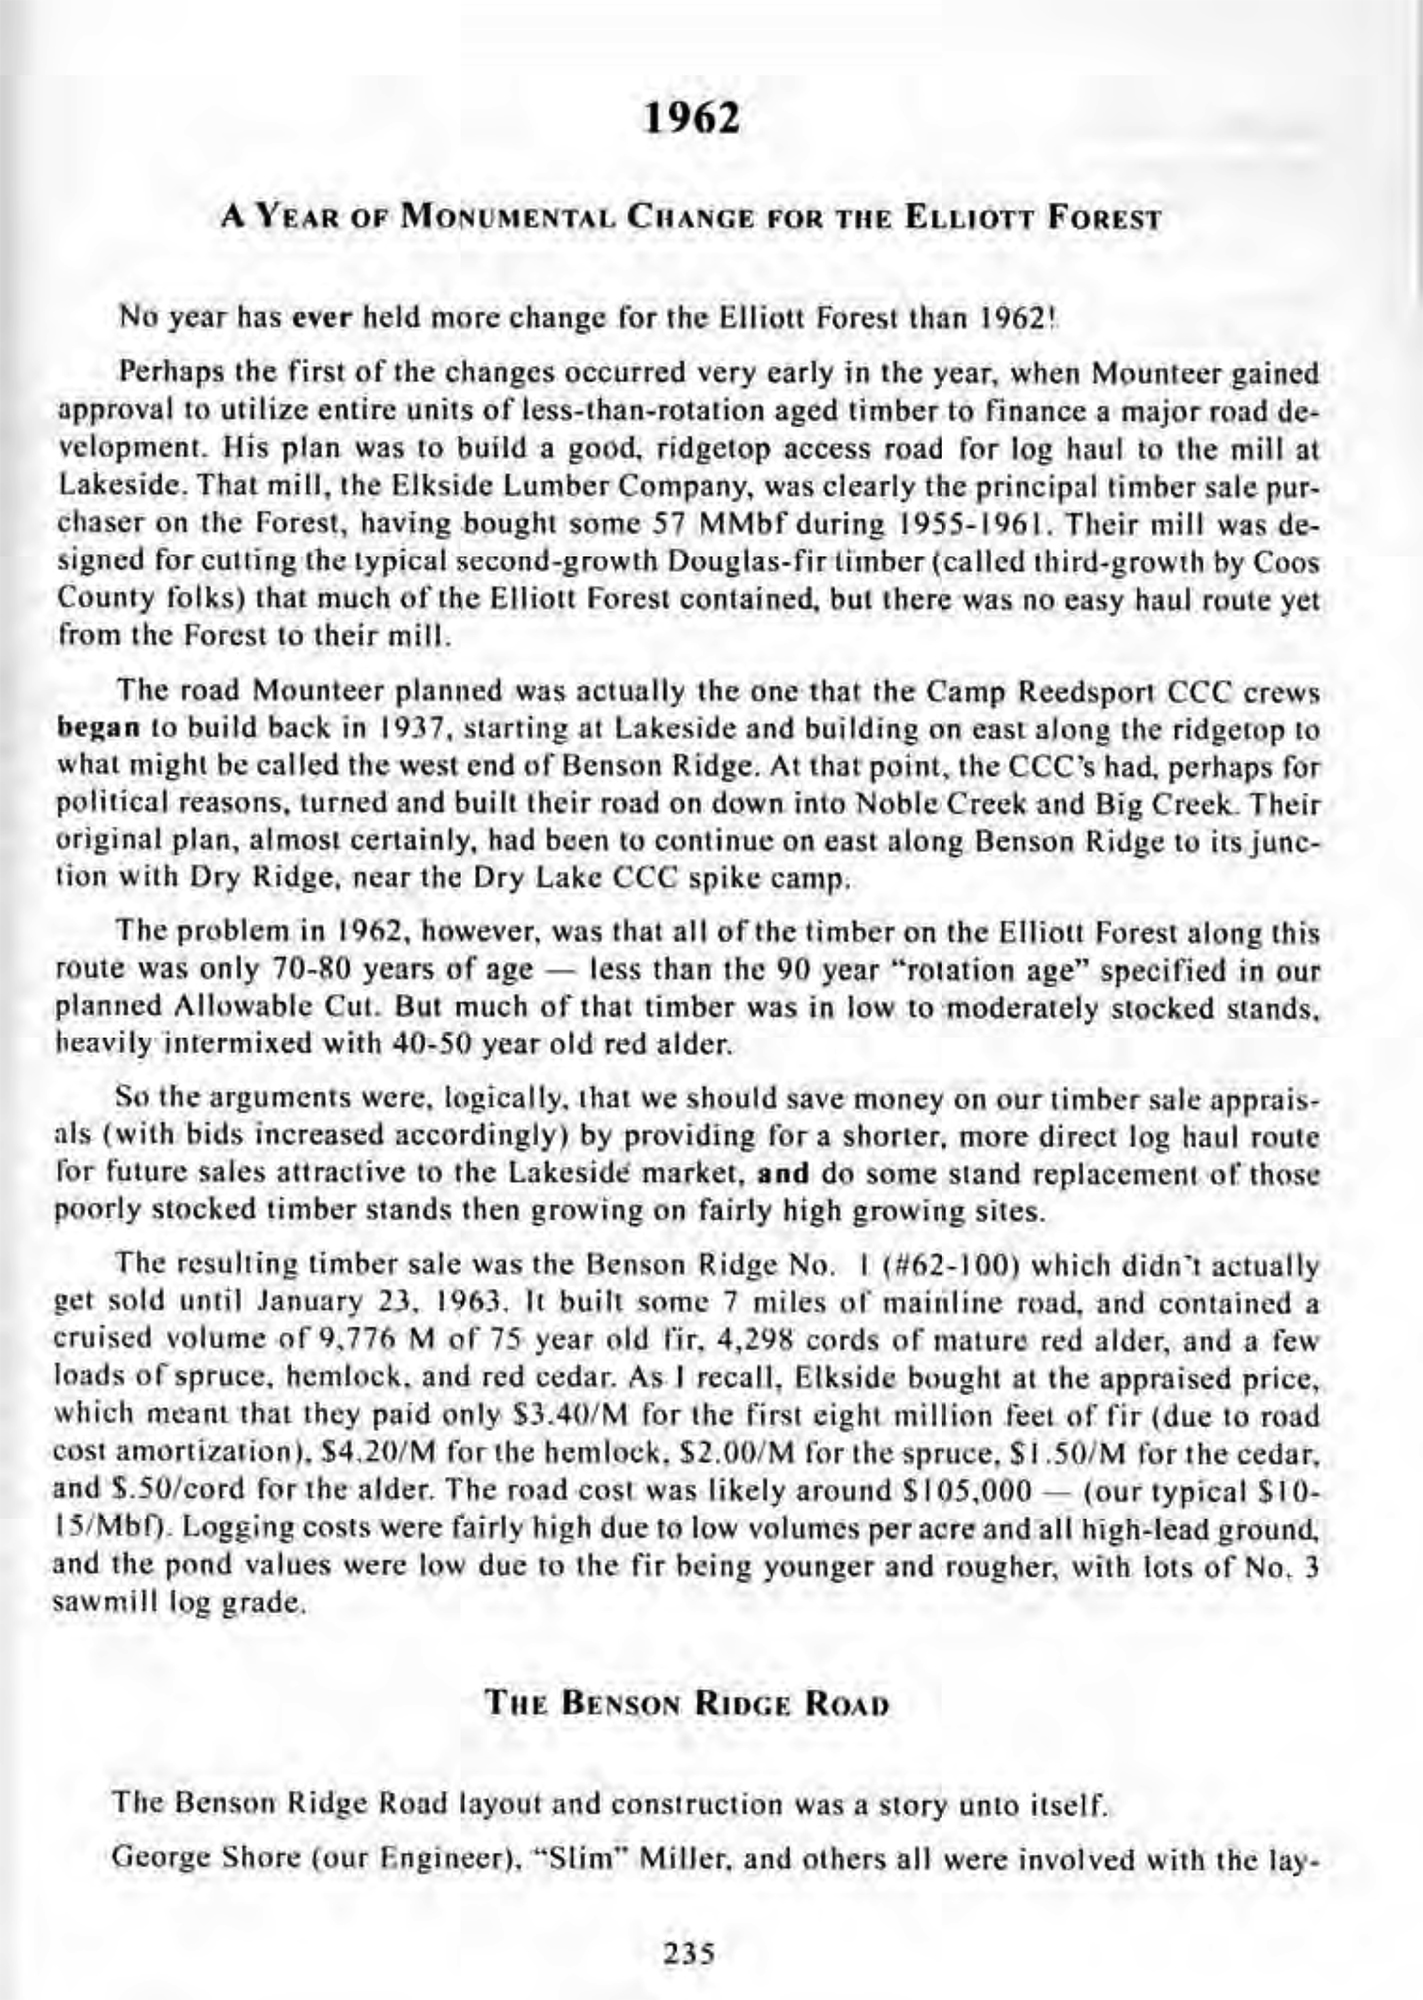 1962
A YEAR OF MONUMENTAL CHANGE FOR THE ELLIOTT FOREST
No year has ever held more change for the Elliott Forest than 1962!
Perhaps the first of the changes occurred very early in the year, when Mounteer gained
approval to utilize entire units of less-than-rotation aged timber to finance a major road de-
velopment. His plan was to build a good, ridgetop access road for log haul to the mill at
Lakeside. That mill, the Elkside Lumber Company, was clearly the principal timber sale pur-
chaser on the Forest, having bought some 57 MMbf during 1955-1961. Their mill was de-
signed for cutting the typical second-growth Douglas-fir timber (called third-growth by Coos
County folks) that much of the Elliott Forest contained, but there was no easy haul route yet
from the Forest to their mill.
The road Mounteer planned was actually the one that the Camp Reedsport CCC crews
began to build back in 1937, starting at Lakeside and building on east along the ridgetop to
what might be called the west end of Benson Ridge. At that point, the CCC's had, perhaps for
political reasons, turned and built their road on down into Noble Creek and Big Creek. Their
original plan, almost certainly, had been to continue on east along Benson Ridge to its junc-
tion with Dry Ridge, near the Dry Lake CCC spike camp.
The problem in 1962, however, was that all of the timber on the Elliott Forest along this
route was only 70-80 years of age — less than the 90 year "rotation age" specified in our
planned Allowable Cut. But much of that timber was in low to moderately stocked stands,
heavily intermixed with 40-50 year old red alder.
So the arguments were, logically, that we should save money on our timber sale apprais-
als (with bids increased accordingly) by providing for a shorter, more direct log haul route
for future sales attractive to the Lakeside market, and do some stand replacement of those
poorly stocked timber stands then growing on fairly high growing sites.
The resulting timber sale was the Benson Ridge No. 1 (#62-100) which didn't actually
get sold until January 23, 1963. It built some 7 miles of mainline road, and contained a
cruised volume of 9,776 M of 75 year old fir, 4,298 cords of mature red alder, and a few
loads of spruce, hemlock, and red cedar. As I recall, Elkside bought at the appraised price,
which meant that they paid only $3.40/M for the first eight million feet of fir (due to road
cost amortization), $4.20/M for the hemlock, $2.00/M for the spruce, $1.50/M for the cedar,
and $.50/cord for the alder. The road cost was likely around $105,000 — (our typical $10-
15/Mbf). Logging costs were fairly high due to low volumes per acre and all high-lead ground,
and the pond values were low due to the fir being younger and rougher, with lots of No. 3
sawmill log grade.
THE BENSON RIDGE ROAD
The Benson Ridge Road layout and construction was a story unto itself.
George Shore (our Engineer), "Slim" Miller, and others all were involved with the lay-
235